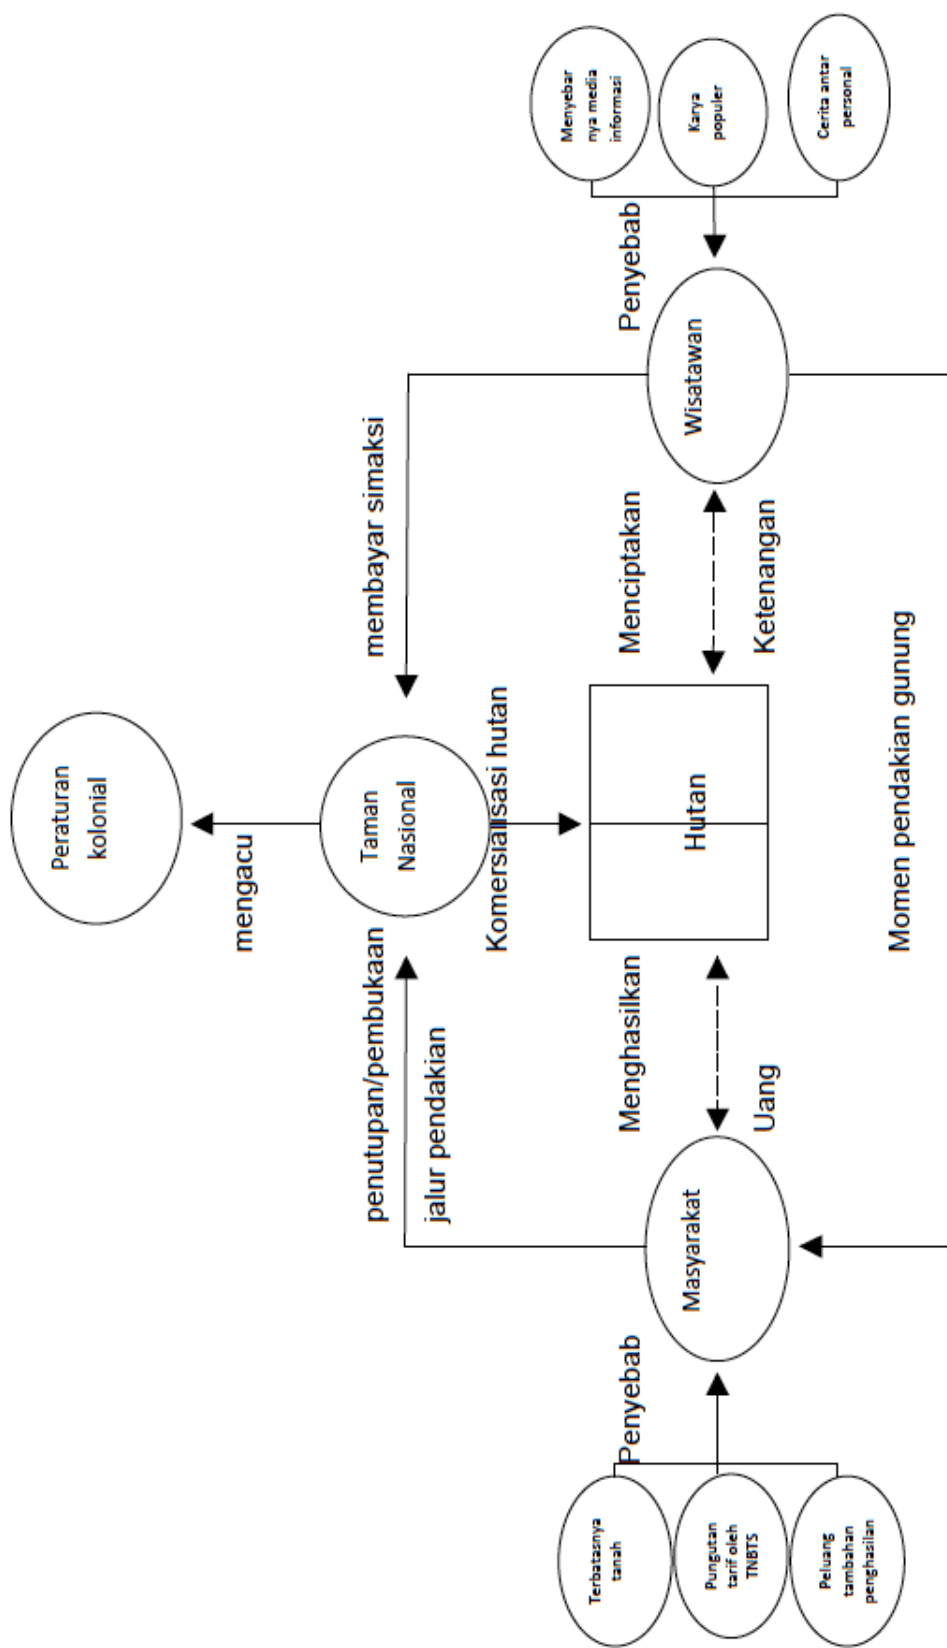 Peraturan
kolonial
mengacu
Taman
Nasional
penutupan/pembukaan
jalur pendakian
membayar simaksi
Komersialisasi hutan
Terbatasnya
tanah
Pungutan
tarif oleh
TNBTS
Peluang
tambahan
penghasilan
Penyebab
Masyarakat
Menghasilkan
Uang
Hutan
Menciptakan
Ketenangan
Wisatawan
Penyebab
Menyebar
nya media
informasi
Karya
populer
Cerita antar
personal
Momen pendakian gunung